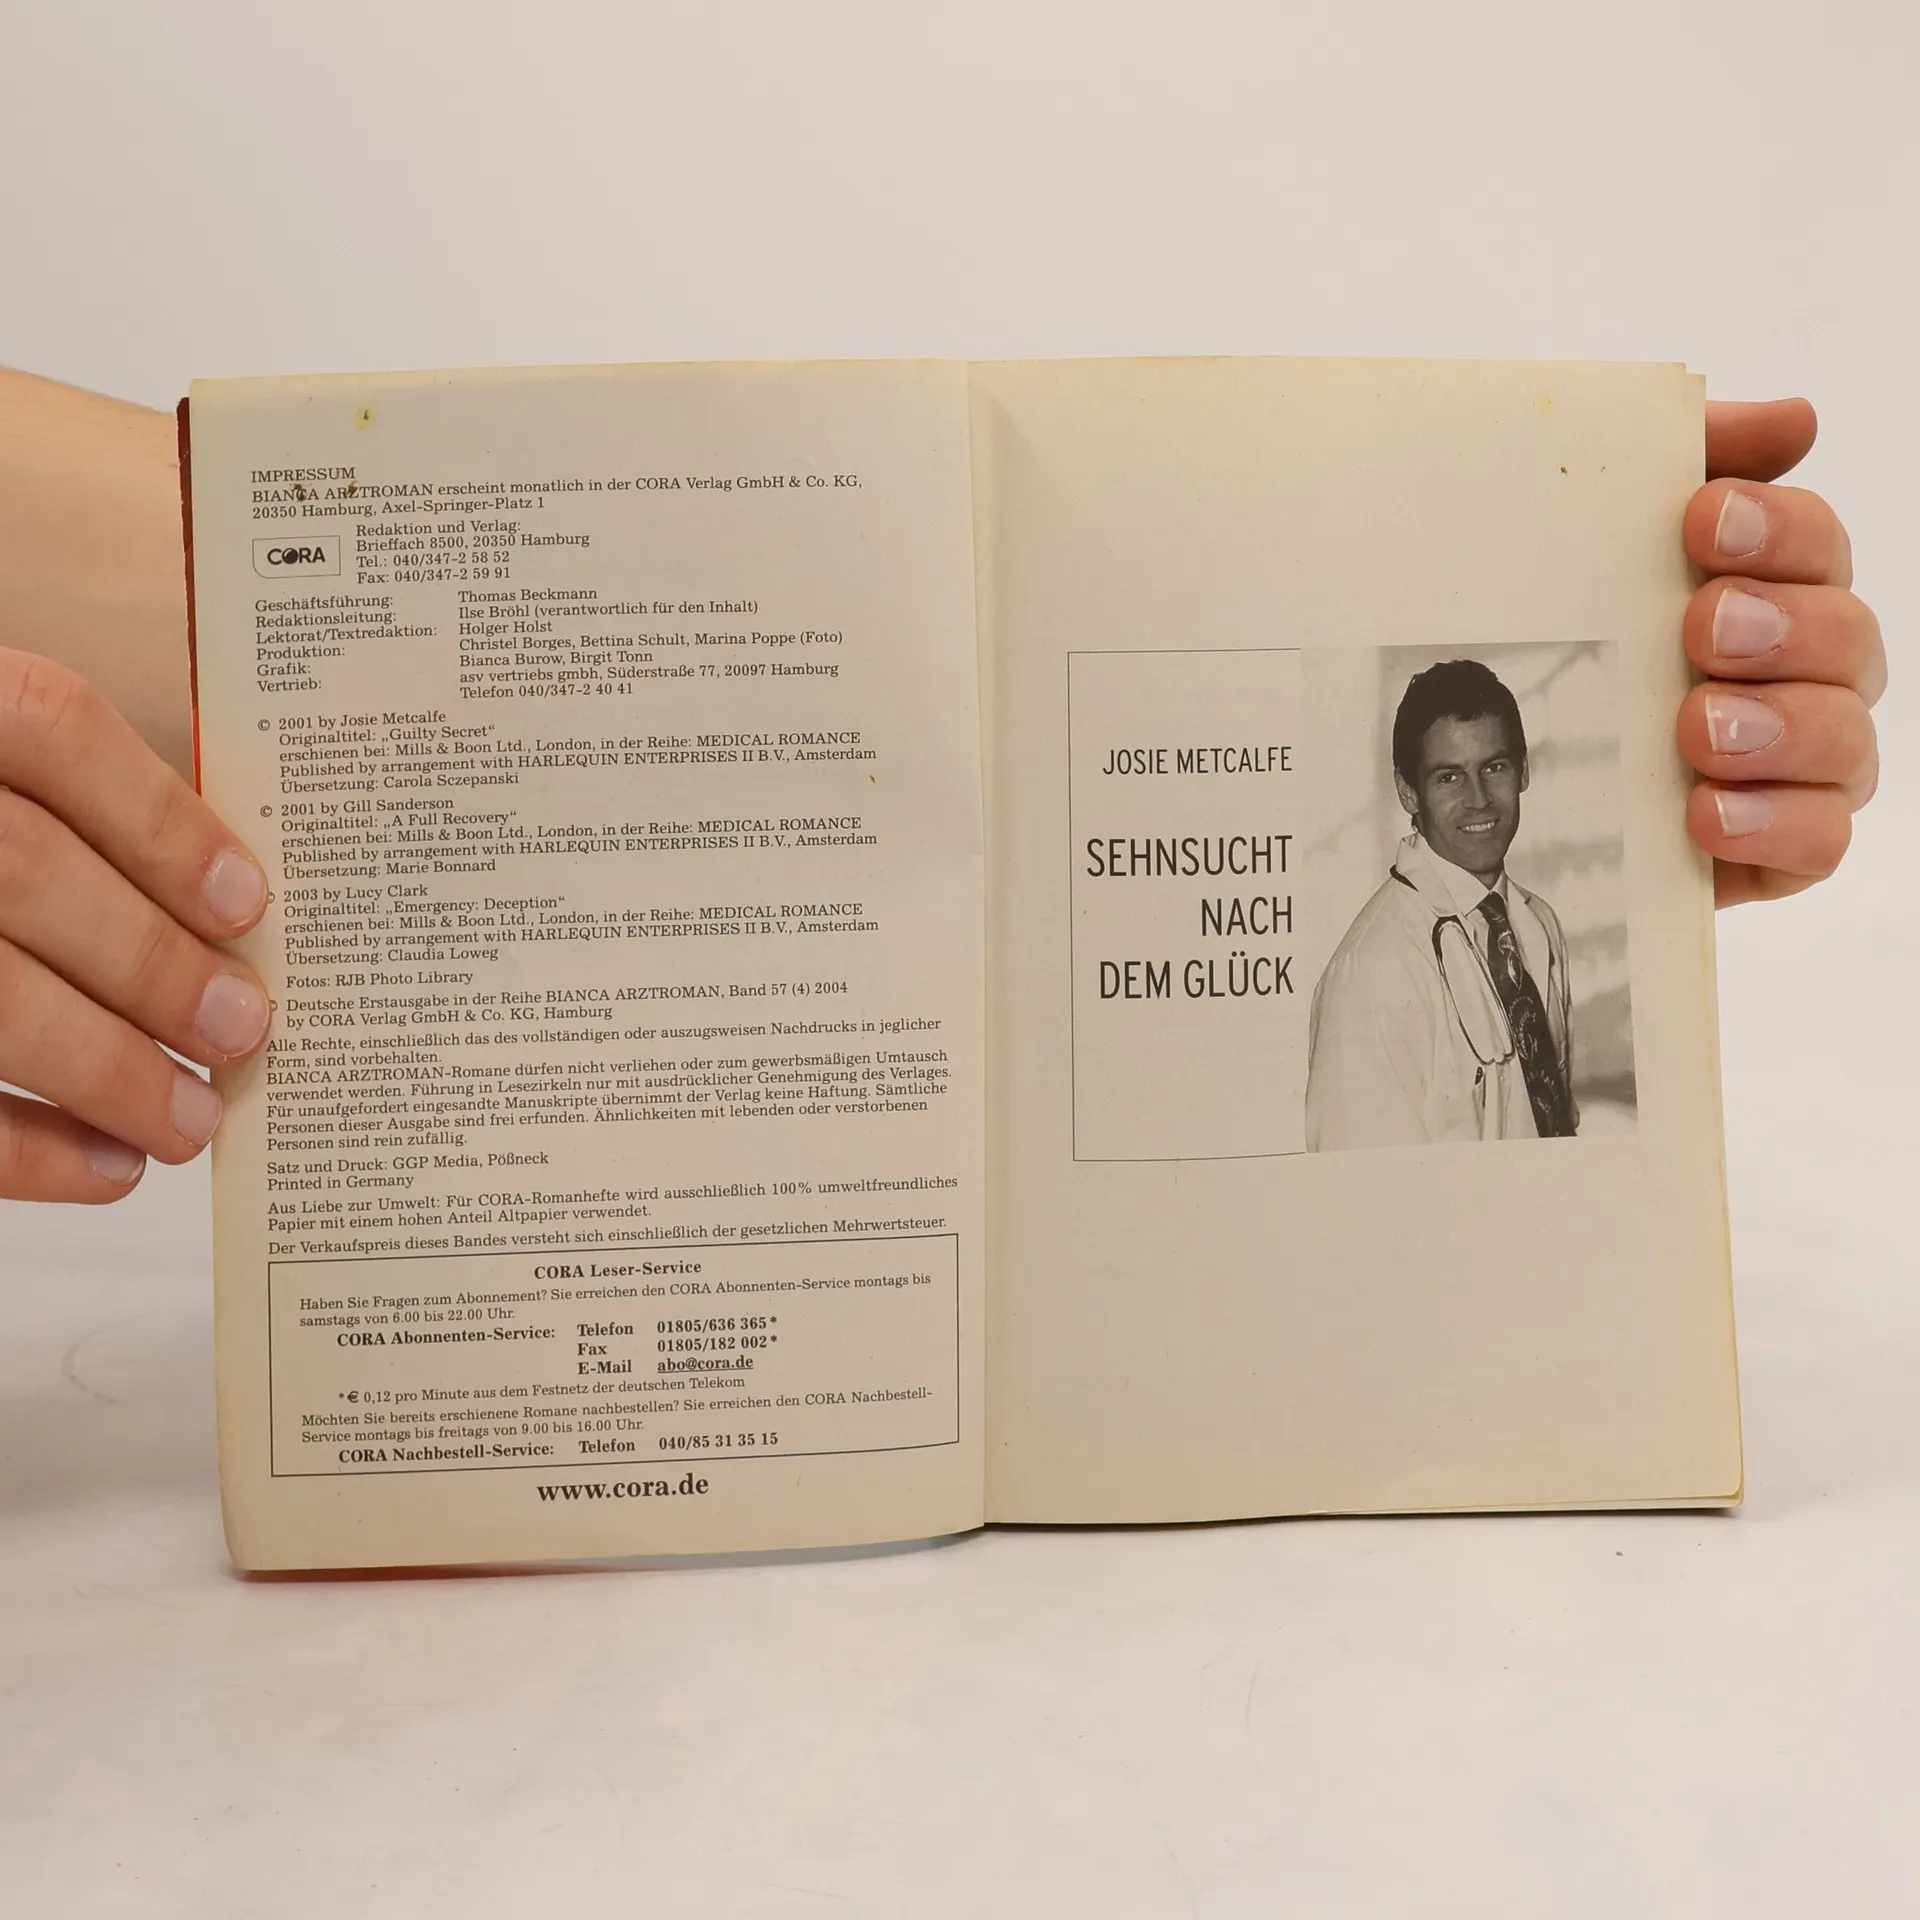 IMPRESSUM
BIANCA ARZTROMAN erscheint monatlich in der CORA Verlag GmbH & Co. KG,
20350 Hamburg, Axel-Springer-Platz 1
CORA
Redaktion und Verlag:
Brieffach 8500, 20350 Hamburg
Tel.: 040/347-2 58 52
Fax: 040/347-2 59 91
Geschäftsführung: Thomas Beckmann
Redaktionsleitung: Ilse Bröhl (verantwortlich für den Inhalt)
Lektorat/Textredaktion: Holger Holst
Produktion: Christel Borges, Bettina Schult, Marina Poppe (Foto)
Grafik: Bianca Burow, Birgit Tonn
Vertrieb: asv vertriebs gmbh, Süderstraße 77, 20097 Hamburg
Telefon 040/347-2 40 41
© 2001 by Josie Metcalfe
Originaltitel: „Guilty Secret“
erschienen bei: Mills & Boon Ltd., London, in der Reihe: MEDICAL ROMANCE
Published by arrangement with HARLEQUIN ENTERPRISES II B.V., Amsterdam
Übersetzung: Carola Sczepanski
© 2001 by Gill Sanderson
Originaltitel: „A Full Recovery“
erschienen bei: Mills & Boon Ltd., London, in der Reihe: MEDICAL ROMANCE
Published by arrangement with HARLEQUIN ENTERPRISES II B.V., Amsterdam
Übersetzung: Marie Bonnard
© 2003 by Lucy Clark
Originaltitel: „Emergency: Deception“
erschienen bei: Mills & Boon Ltd., London, in der Reihe: MEDICAL ROMANCE
Published by arrangement with HARLEQUIN ENTERPRISES II B.V., Amsterdam
Übersetzung: Claudia Loweg
Fotos: RJB Photo Library
© Deutsche Erstausgabe in der Reihe BIANCA ARZTROMAN, Band 57 (4) 2004
by CORA Verlag GmbH & Co. KG, Hamburg
Alle Rechte, einschließlich das des vollständigen oder auszugsweisen Nachdrucks in jeglicher
Form, sind vorbehalten.
BIANCA ARZTROMAN-Romane dürfen nicht verliehen oder zum gewerbsmäßigen Umtausch
verwendet werden. Führung in Lesezirkeln nur mit ausdrücklicher Genehmigung des Verlages.
Für unaufgefordert eingesandte Manuskripte übernimmt der Verlag keine Haftung. Sämtliche
Personen dieser Ausgabe sind frei erfunden. Ähnlichkeiten mit lebenden oder verstorbenen
Personen sind rein zufällig.
Satz und Druck: GGP Media, Pößneck
Printed in Germany
Aus Liebe zur Umwelt: Für CORA-Romanhefte wird ausschließlich 100% umweltfreundliches
Papier mit einem hohen Anteil Altpapier verwendet.
Der Verkaufspreis dieses Bandes versteht sich einschließlich der gesetzlichen Mehrwertsteuer.
CORA Leser-Service
Haben Sie Fragen zum Abonnement? Sie erreichen den CORA Abonnenten-Service montags bis
samstags von 6.00 bis 22.00 Uhr.
CORA Abonnenten-Service: Telefon 01805/636 365*
Fax 01805/182 002*
E-Mail abo@cora.de
*€ 0,12 pro Minute aus dem Festnetz der deutschen Telekom
Möchten Sie bereits erschienene Romane nachbestellen? Sie erreichen den CORA Nachbestell-
Service montags bis freitags von 9.00 bis 16.00 Uhr.
CORA Nachbestell-Service: Telefon 040/85 31 35 15
www.cora.de
JOSIE METCALFE
SEHNSUCHT
NACH
DEM GLÜCK